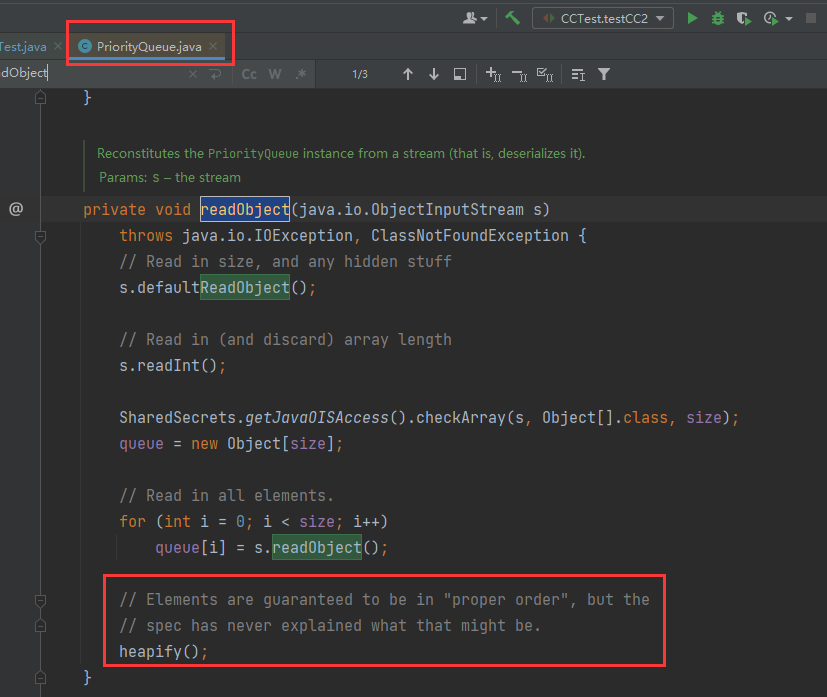 CCTest.testCC2
Test.java
PriorityQueue.java
dObject
Cc W .* 1/3
}
Reconstitutes the PriorityQueue instance from a stream (that is, deserializes it).
Params: s – the stream
@
private void readObject(java.io.ObjectInputStream s)
throws java.io.IOException, ClassNotFoundException {
// Read in size, and any hidden stuff
s.defaultReadObject();
// Read in (and discard) array length
s.readInt();
SharedSecrets.getJavaOISAccess().checkArray(s, Object[].class, size);
queue = new Object[size];
// Read in all elements.
for (int i = 0; i < size; i++)
queue[i] = s.readObject();
// Elements are guaranteed to be in "proper order", but the
// spec has never explained what that might be.
heapify();
}